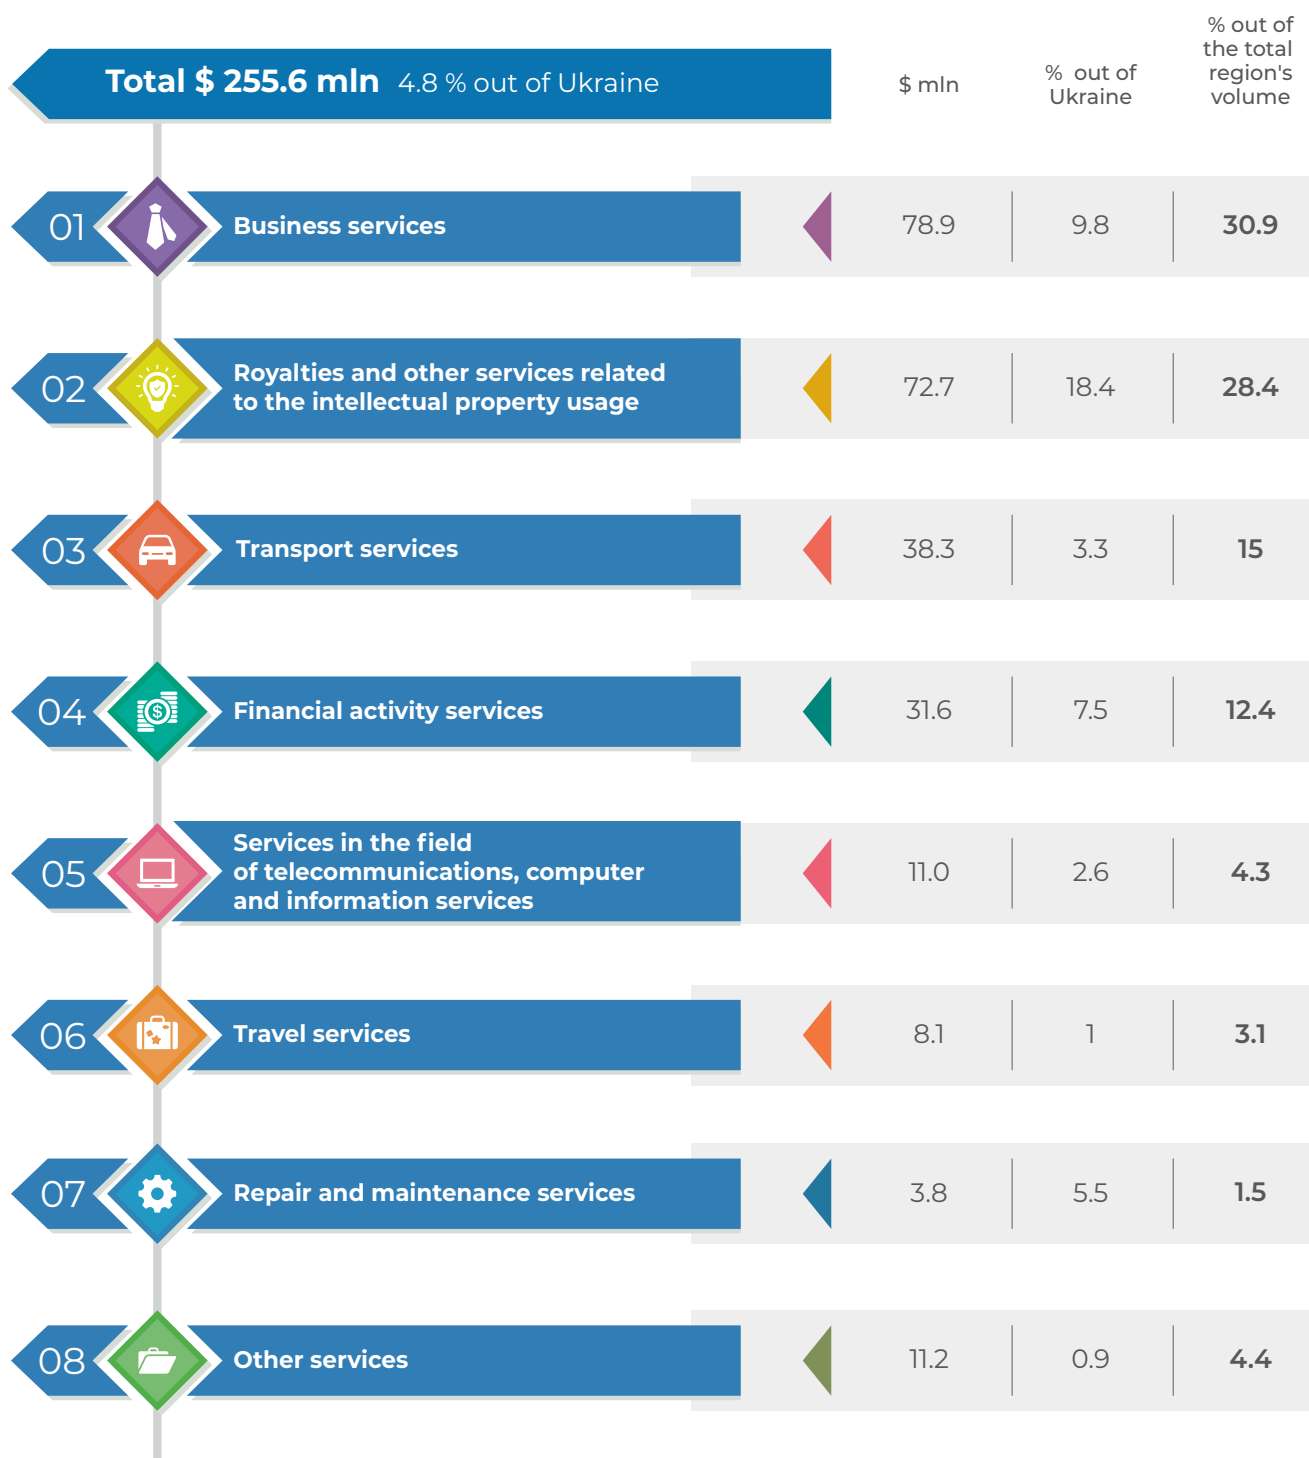 % out of
the total
region's
volume
Total $ 255.6 mln 4.8 % out of Ukraine
$ mln
% out of
Ukraine
01 Business services 78.9 9.8 30.9
02 Royalties and other services related
to the intellectual property usage 72.7 18.4 28.4
03 Transport services 38.3 3.3 15
04 Financial activity services 31.6 7.5 12.4
$
05 Services in the field
of telecommunications, computer
and information services 11.0 2.6 4.3
06 Travel services 8.1 1 3.1
07 Repair and maintenance services 3.8 5.5 1.5
08 Other services 11.2 0.9 4.4